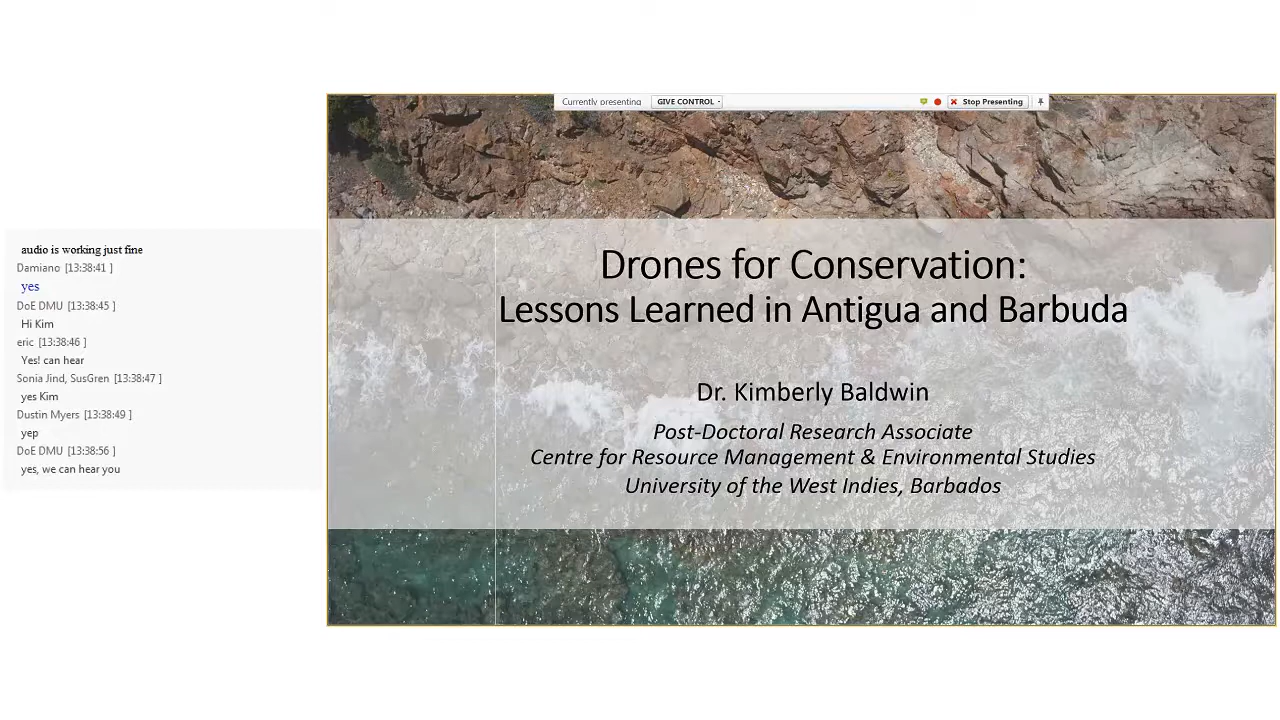 Currently presenting GIVE CONTROL Stop Presenting
audio is working just fine
Damiano [13:38:41 ]
yes
DoE DMU [13:38:45 ]
Hi Kim
eric [13:38:46 ]
Yes! can hear
Sonia Jind, SusGren [13:38:47 ]
yes Kim
Dustin Myers [13:38:49 ]
yep
DoE DMU [13:38:56 ]
yes, we can hear you
Drones for Conservation:
Lessons Learned in Antigua and Barbuda
Dr. Kimberly Baldwin
Post-Doctoral Research Associate
Centre for Resource Management & Environmental Studies
University of the West Indies, Barbados